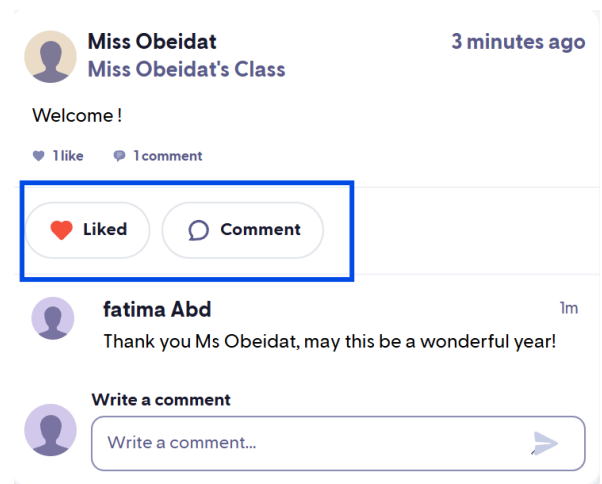 Miss Obeidat
3 minutes ago
Miss Obeidat's Class
Welcome !
1 like
1 comment
Liked
Comment
fatima Abd
1m
Thank you Ms Obeidat, may this be a wonderful year!
Write a comment
Write a comment...